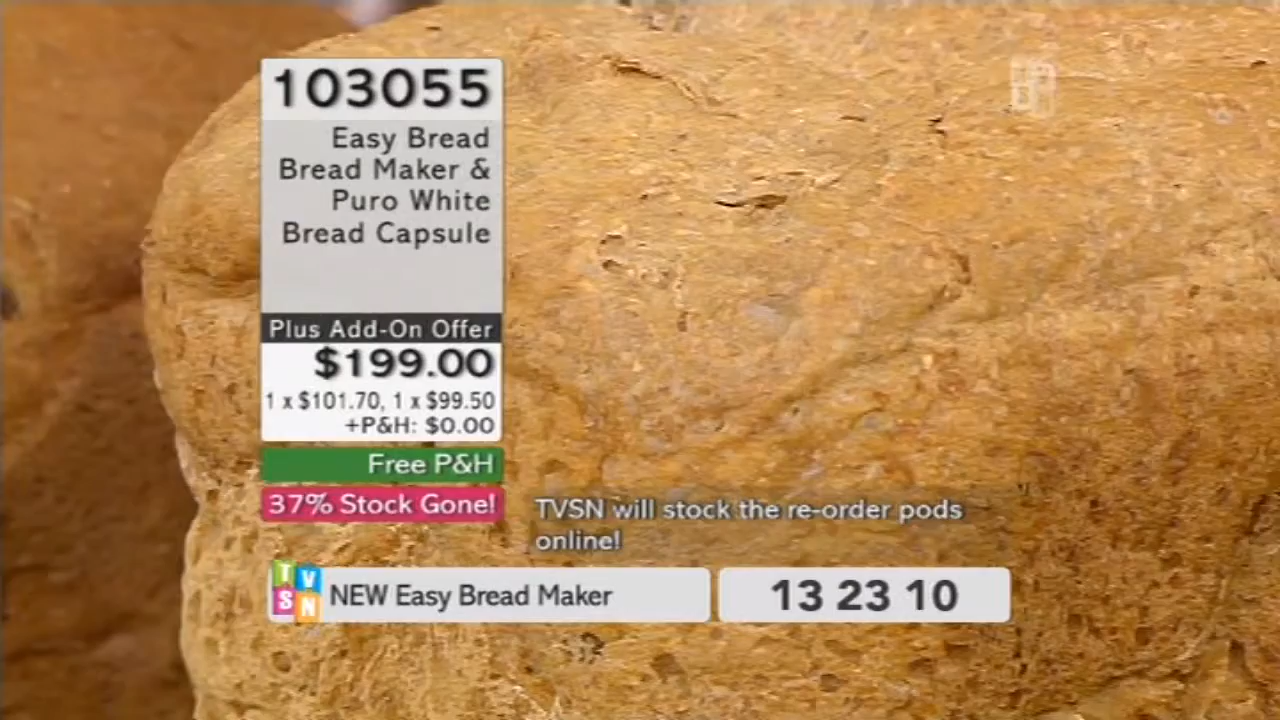 103055
Easy Bread
Bread Maker &
Puro White
Bread Capsule
Plus Add-On Offer
$199.00
1 x $101.70, 1 x $99.50
+P&H: $0.00
Free P&H
37% Stock Gone!
TVSN will stock the re-order pods
online!
TVSN
NEW Easy Bread Maker
13 23 10